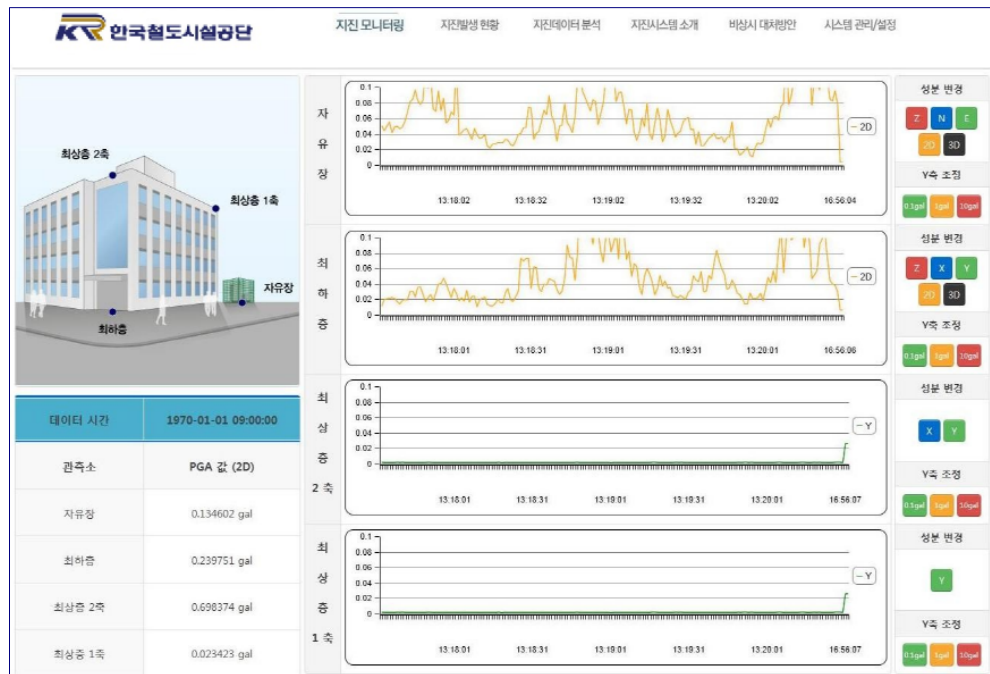 KR 한국철도시설공단
지진 모니터링 지진발생 현황 지진데이터 분석 지진시스템 소개 비상시 대처방안 시스템 관리/설정
최상층 2축
최상층 1축
자유장
최하층
데이터 시간 1970-01-01 09:00:00
관측소 PGA 값 (2D)
자유장 0.134602 gal
최하층 0.239751 gal
최상층 2축 0.698374 gal
최상층 1축 0.023423 gal
자유장
0.1
0.08
0.06
0.04
0.02
0
2D
13:18:02 13:18:32 13:19:02 13:19:32 13:20:02 16:56:04
성분 변경
Z N E
2D 3D
Y축 조정
0.1gal 1gal 10gal
최하층
0.1
0.08
0.06
0.04
0.02
0
2D
13:18:01 13:18:31 13:19:01 13:19:31 13:20:01 16:56:06
성분 변경
Z X Y
2D 3D
Y축 조정
0.1gal 1gal 10gal
최상층 2축
0.1
0.08
0.06
0.04
0.02
0
Y
13:18:01 13:18:31 13:19:01 13:19:31 13:20:01 16:56:07
성분 변경
X Y
Y축 조정
0.1gal 1gal 10gal
최상층 1축
0.1
0.08
0.06
0.04
0.02
0
Y
13:18:01 13:18:31 13:19:01 13:19:31 13:20:01 16:56:07
성분 변경
Y
Y축 조정
0.1gal 1gal 10gal